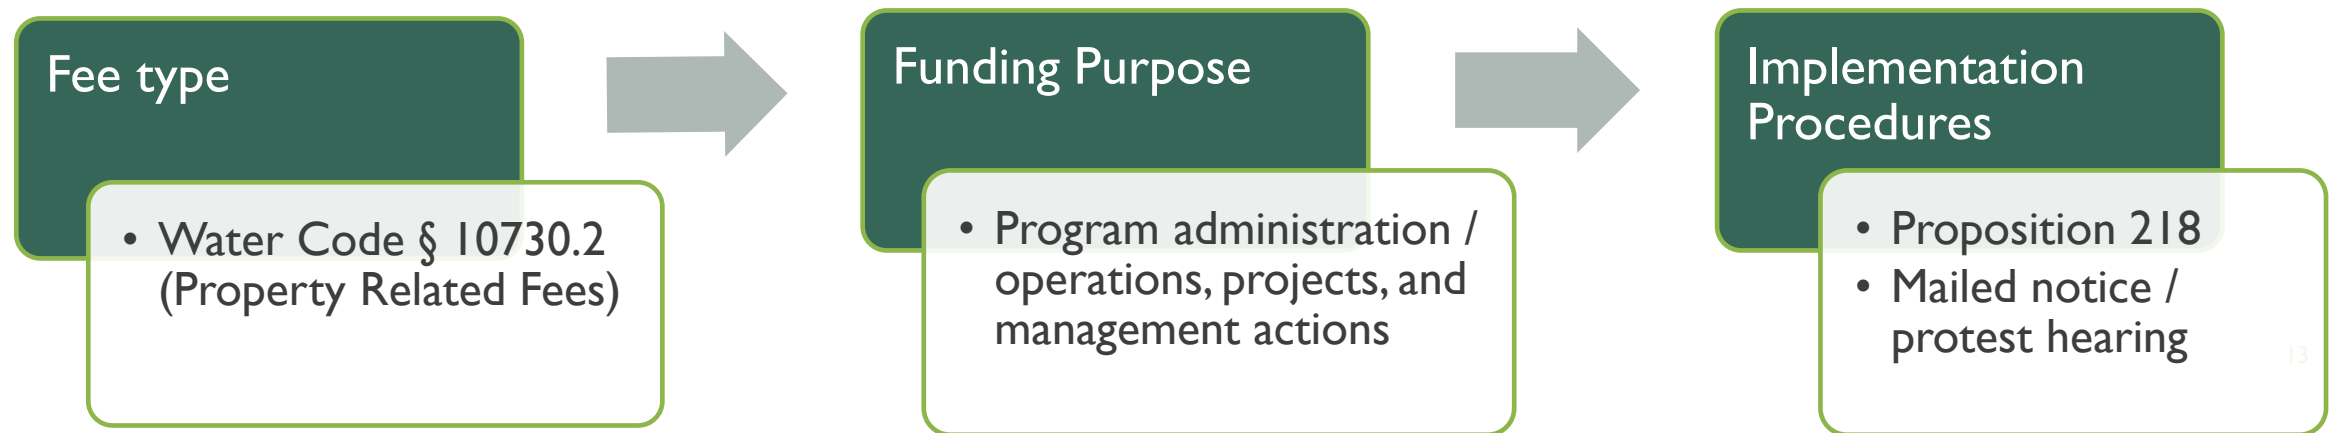 Fee type
• Water Code § 10730.2
(Property Related Fees)
Funding Purpose
• Program administration /
operations, projects, and
management actions
Implementation
Procedures
• Proposition 218
• Mailed notice /
protest hearing
13